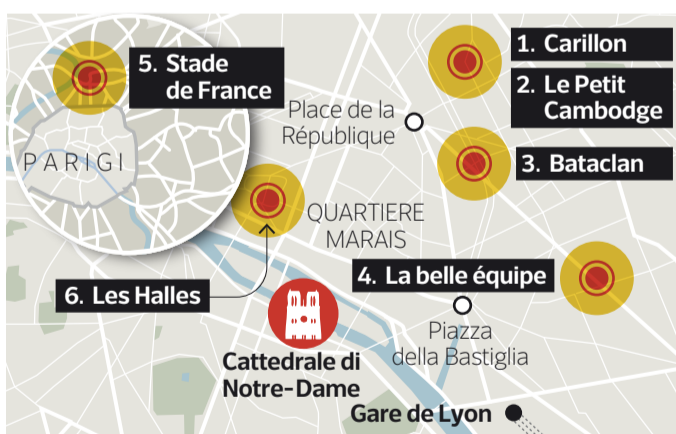 5. Stade
de France
PARIGI
1. Carillon
2. Le Petit
Cambodge
Place de la
République
3. Bataclan
QUARTIERE
MARAIS
4. La belle équipe
6. Les Halles
Piazza
della Bastiglia
Cattedrale di
Notre-Dame
Gare de Lyon